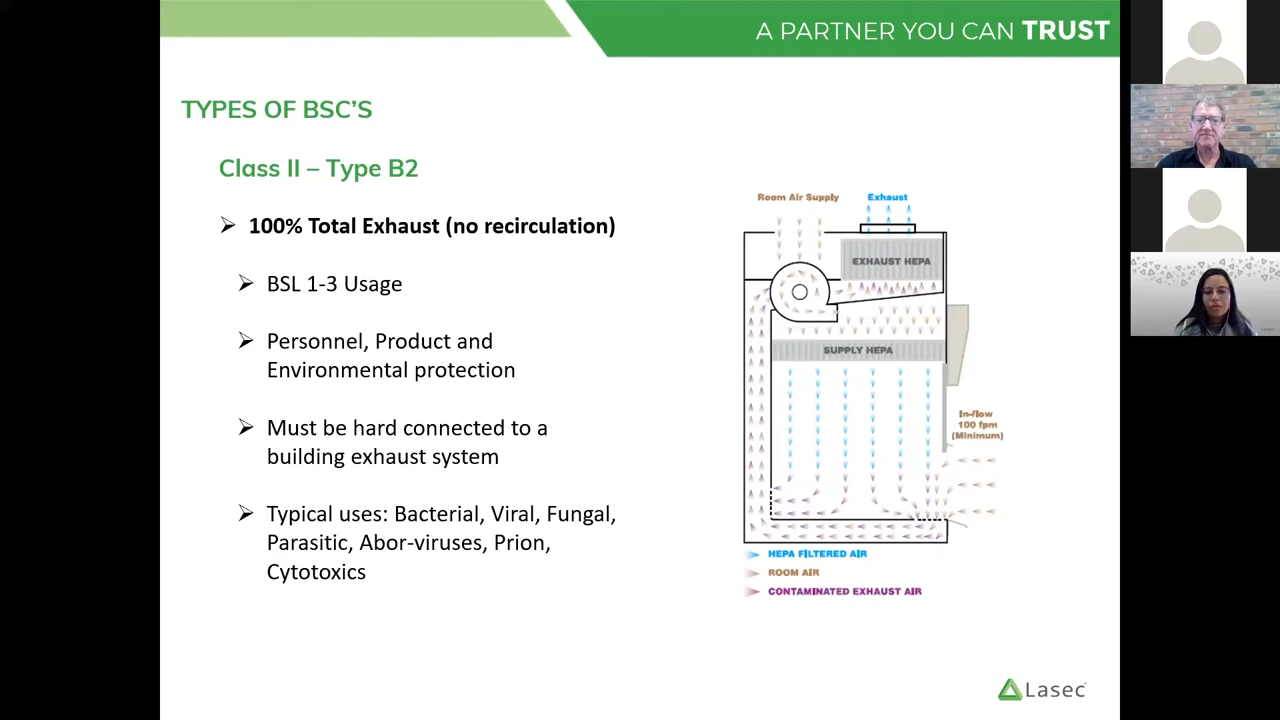 A PARTNER YOU CAN TRUST
TYPES OF BSC'S
Class II – Type B2
100% Total Exhaust (no recirculation)
BSL 1-3 Usage
Personnel, Product and
Environmental protection
Must be hard connected to a
building exhaust system
Typical uses: Bacterial, Viral, Fungal,
Parasitic, Abor-viruses, Prion,
Cytotoxics
Room Air Supply
Exhaust
EXHAUST HEPA
SUPPLY HEPA
In-flow
100 fpm
(Minimum)
HEPA FILTERED AIR
ROOM AIR
CONTAMINATED EXHAUST AIR
Lasec